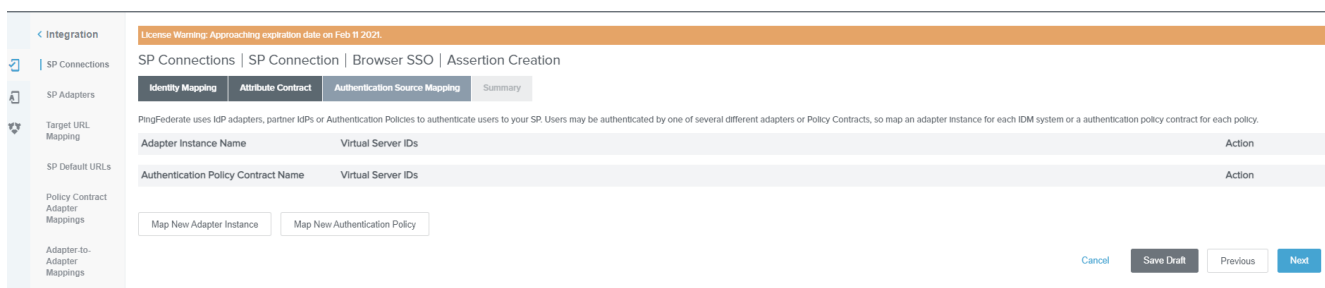 < Integration
SP Connections
SP Adapters
Target URL
Mapping
SP Default URLs
Policy Contract
Adapter
Mappings
Adapter-to-
Adapter
Mappings
License Warning: Approaching expiration date on Feb 11 2021.
SP Connections | SP Connection | Browser SSO | Assertion Creation
Identity Mapping Attribute Contract Authentication Source Mapping Summary
PingFederate uses IdP adapters, partner IdPs or Authentication Policies to authenticate users to your SP. Users may be authenticated by one of several different adapters or Policy Contracts, so map an adapter instance for each IDM system or a authentication policy contract for each policy.
Adapter Instance Name Virtual Server IDs Action
Authentication Policy Contract Name Virtual Server IDs Action
Map New Adapter Instance Map New Authentication Policy
Cancel Save Draft Previous Next